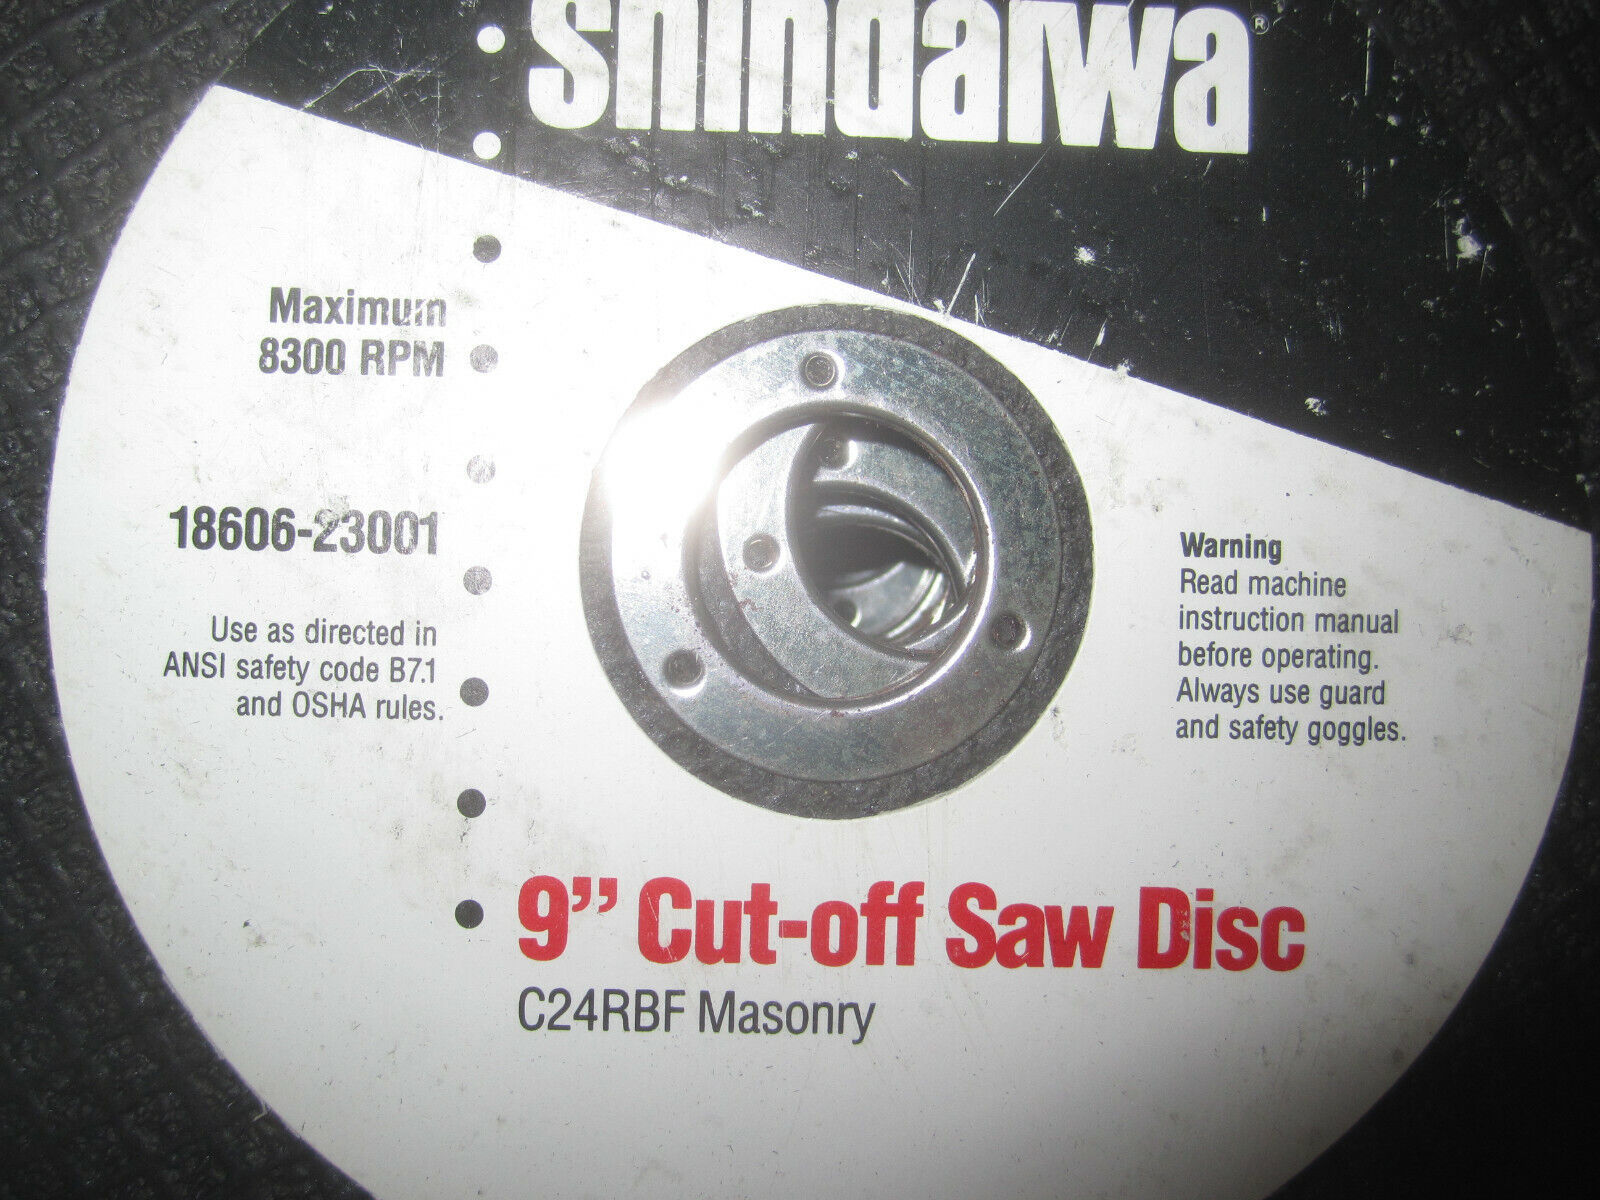 shindaiwa®
Maximum
8300 RPM
18606-23001
Use as directed in
ANSI safety code B7.1
and OSHA rules.
Warning
Read machine
instruction manual
before operating.
Always use guard
and safety goggles.
9” Cut-off Saw Disc
C24RBF Masonry